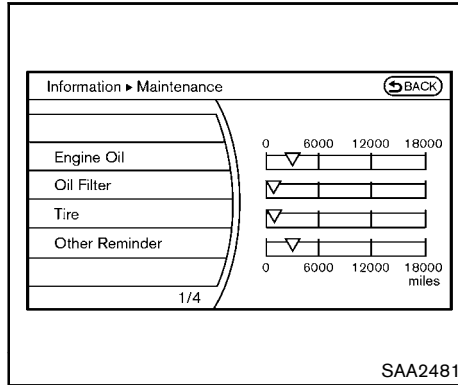 Information ▸ Maintenance
BACK
0 6000 12000 18000
Engine Oil
Oil Filter
Tire
Other Reminder
0 6000 12000 18000
miles
1/4
SAA2481